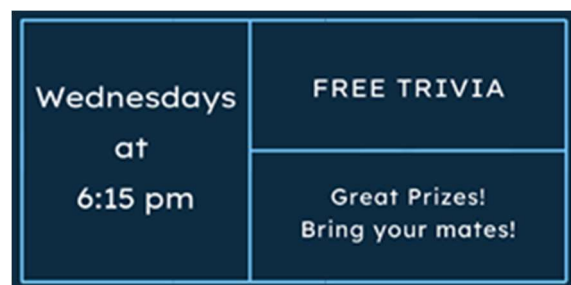 Wednesdays
at
6:15 pm
FREE TRIVIA
Great Prizes!
Bring your mates!